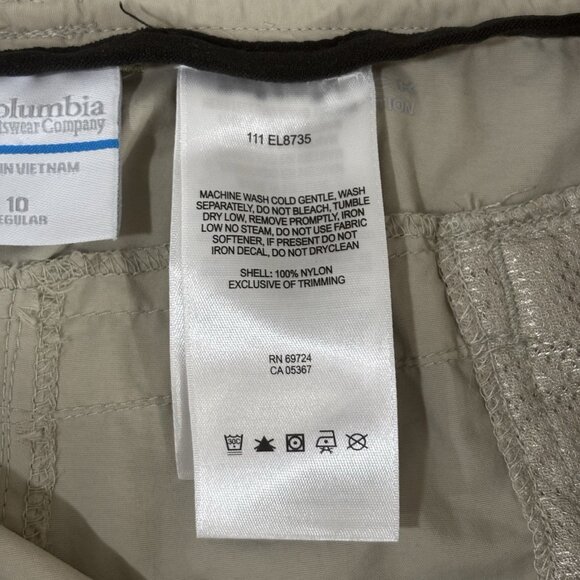 olumbia
tswear Company
IN VIETNAM
10
EGULAR
111 EL8735
MACHINE WASH COLD GENTLE, WASH
SEPARATELY, DO NOT BLEACH, TUMBLE
DRY LOW, REMOVE PROMPTLY, IRON
LOW NO STEAM, DO NOT USE FABRIC
SOFTENER, IF PRESENT DO NOT
IRON DECAL, DO NOT DRYCLEAN
SHELL: 100% NYLON
EXCLUSIVE OF TRIMMING
RN 69724
CA 05367
30C